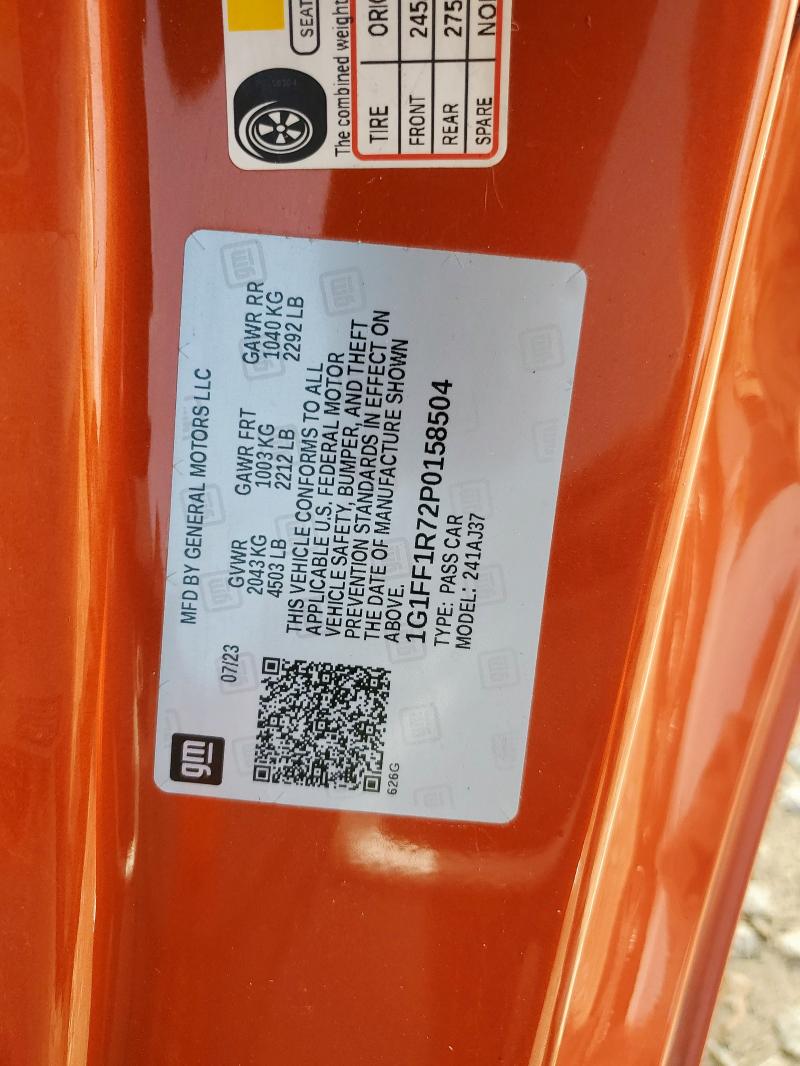 SEAT
The combined weight
TIRE
FRONT 245
REAR 275
SPARE
gm
MFD BY GENERAL MOTORS LLC
07/23
GVWR GAWR FRT GAWR RR
2043 KG 1003 KG 1040 KG
4503 LB 2212 LB 2292 LB
THIS VEHICLE CONFORMS TO ALL
APPLICABLE U.S. FEDERAL MOTOR
VEHICLE SAFETY, BUMPER, AND THEFT
PREVENTION STANDARDS IN EFFECT ON
THE DATE OF MANUFACTURE SHOWN
ABOVE.
1G1FF1R72P0158504
TYPE: PASS CAR
MODEL: 241AJ37
626G